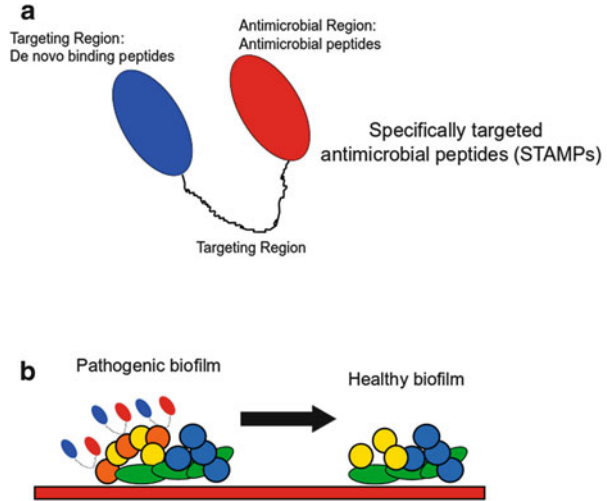 a
Targeting Region:
De novo binding peptides
Antimicrobial Region:
Antimicrobial peptides
Specifically targeted
antimicrobial peptides (STAMPs)
Targeting Region
b
Pathogenic biofilm
Healthy biofilm